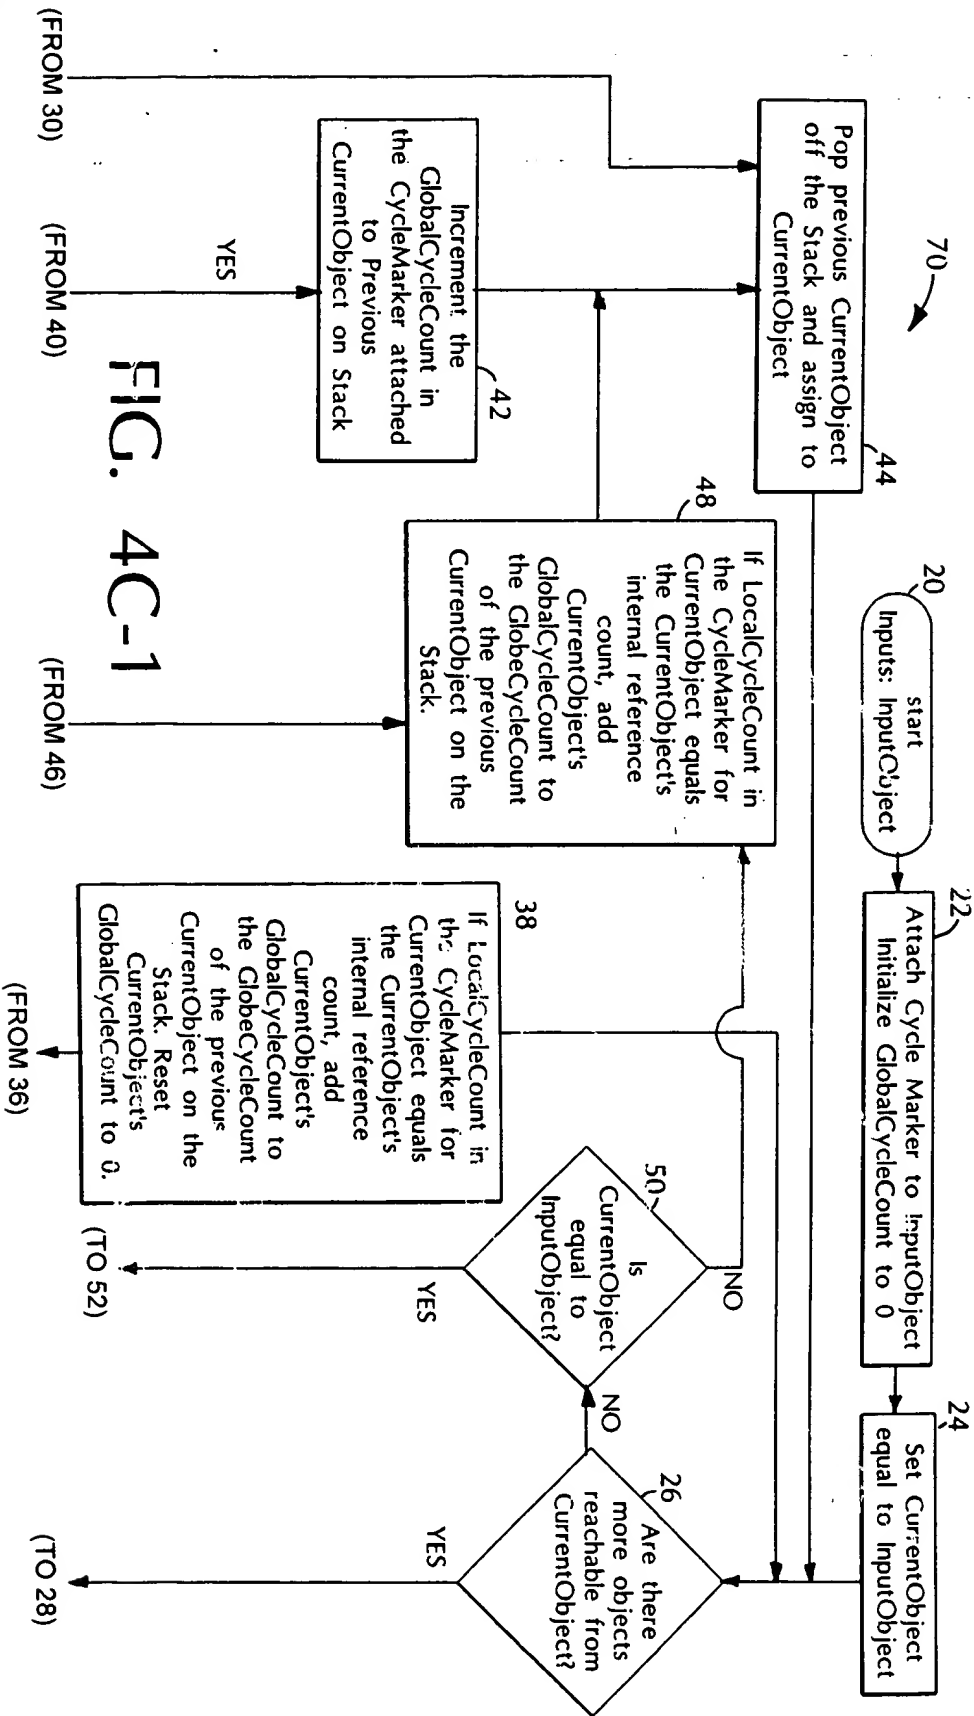 70
20
start
Inputs: InputObject
22
Attach Cycle Marker to InputObject
Initialize GlobalCycleCount to 0
24
Set CurrentObject
equal to InputObject
44
Pop previous CurrentObject
off the Stack and assign to
CurrentObject
48
If LocalCycleCount in
the CycleMarker for
CurrentObject equals
the CurrentObject's
internal reference
count, add
CurrentObject's
GlobalCycleCount to
the GlobeCycleCount
of the previous
CurrentObject on the
Stack.
NO
50
Is
CurrentObject
equal to
InputObject?
NO
26
Are there
more objects
reachable from
CurrentObject?
42
Increment the
GlobalCycleCount in
the CycleMarker attached
to Previous
CurrentObject on Stack
38
If LocalCycleCount in
the CycleMarker for
CurrentObject equals
the CurrentObject's
internal reference
count, add
CurrentObject's
GlobalCycleCount to
the GlobeCycleCount
of the previous
CurrentObject on the
Stack. Reset
CurrentObject's
GlobalCycleCount to 0.
YES
YES
YES
(FROM 30)
(FROM 40)
(FROM 46)
(FROM 36)
(TO 52)
(TO 28)
FIG. 4C-1